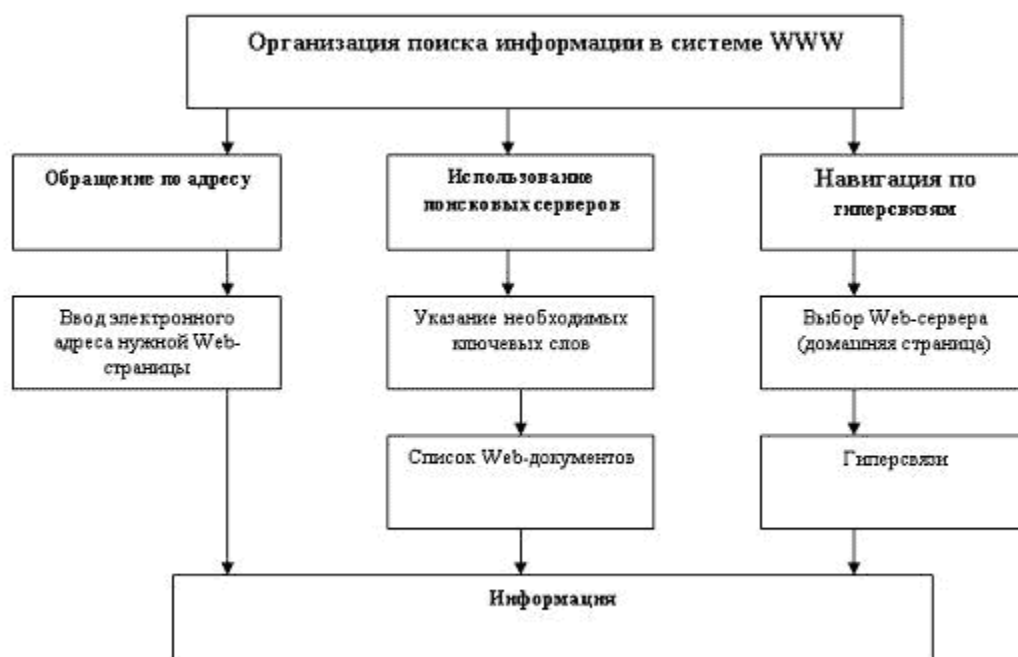 Организация поиска информации в системе WWW
Обращение по адресу
Использование
поисковых серверов
Навигация по
гиперсвязям
Ввод электронного
адреса нужной Web-
страницы
Указание необходимых
ключевых слов
Выбор Web-сервера
(домашняя страница)
Список Web-документов
Гиперсвязи
Информация